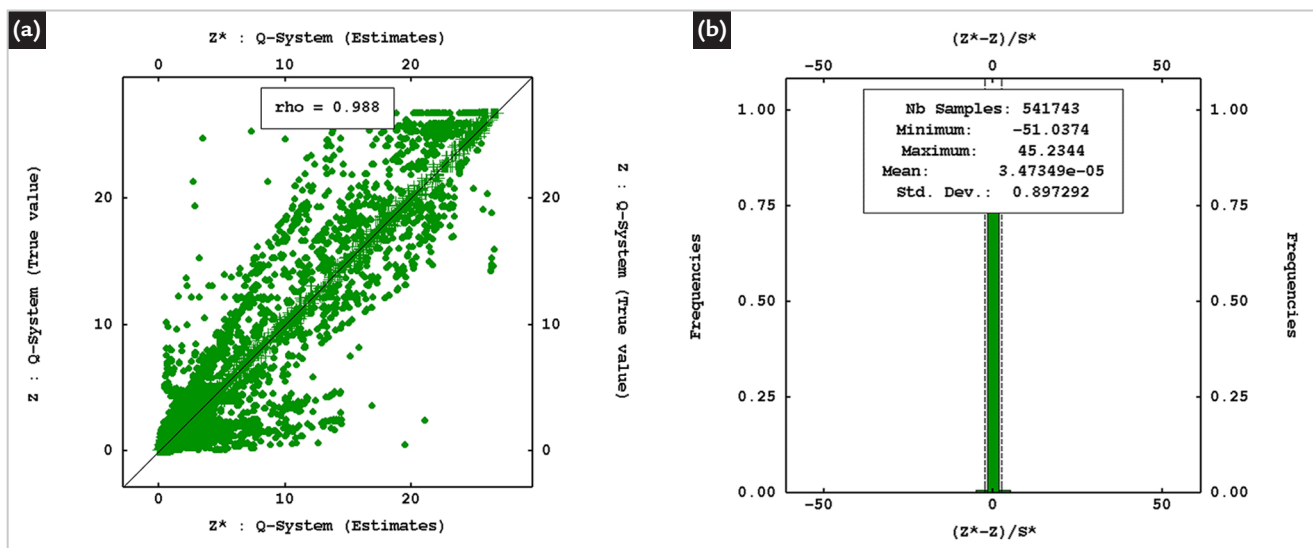 (a)
Z* : Q-System (Estimates)
0 10 20
rho = 0.988
Z : Q-System (True value)
20
10
0
20
10
0
Z : Q-System (True value)
0 10 20
Z* : Q-System (Estimates)
(b)
(Z*-Z)/S*
-50 0 50
Nb Samples: 541743
Minimum: -51.0374
Maximum: 45.2344
Mean: 3.47349e-05
Std. Dev.: 0.897292
Frequencies
1.00
0.75
0.50
0.25
0.00
1.00
0.75
0.50
0.25
0.00
Frequencies
-50 0 50
(Z*-Z)/S*